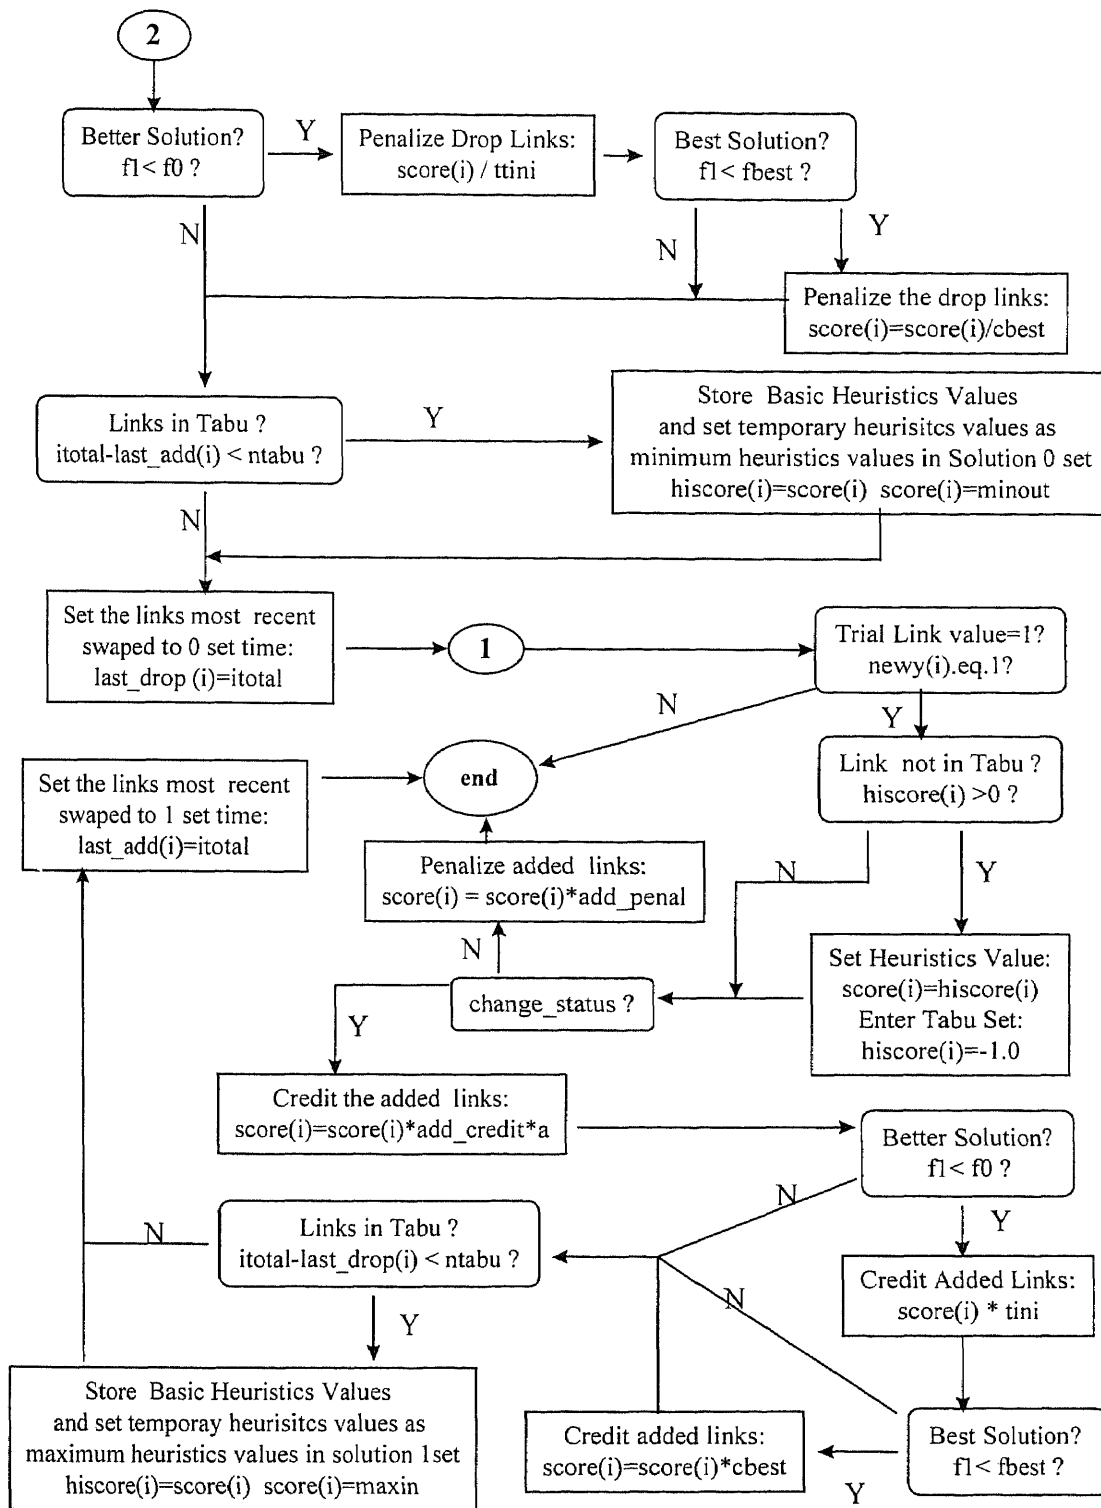 2
Better Solution?
f1< f0 ?
Y
Penalize Drop Links:
score(i) / ttini
Best Solution?
f1< fbest ?
N
N
Y
Penalize the drop links:
score(i)=score(i)/cbest
Links in Tabu ?
itotal-last_add(i) < ntabu ?
Y
Store Basic Heuristics Values
and set temporary heurisitcs values as
minimum heuristics values in Solution 0 set
hiscore(i)=score(i) score(i)=minout
N
Set the links most recent
swaped to 0 set time:
last_drop (i)=itotal
1
Trial Link value=1?
newy(i).eq.1?
N
Y
Set the links most recent
swaped to 1 set time:
last_add(i)=itotal
end
Link not in Tabu ?
hiscore(i) >0 ?
Penalize added links:
score(i) = score(i)*add_penal
N
Y
N
Set Heuristics Value:
score(i)=hiscore(i)
Enter Tabu Set:
hiscore(i)=-1.0
change_status ?
Y
Credit the added links:
score(i)=score(i)*add_credit*a
Better Solution?
f1< f0 ?
N
Y
N
Links in Tabu ?
itotal-last_drop(i) < ntabu ?
Credit Added Links:
score(i) * tini
N
Y
Store Basic Heuristics Values
and set temporay heurisitcs values as
maximum heuristics values in solution 1set
hiscore(i)=score(i) score(i)=maxin
Credit added links:
score(i)=score(i)*cbest
Y
Best Solution?
f1< fbest ?